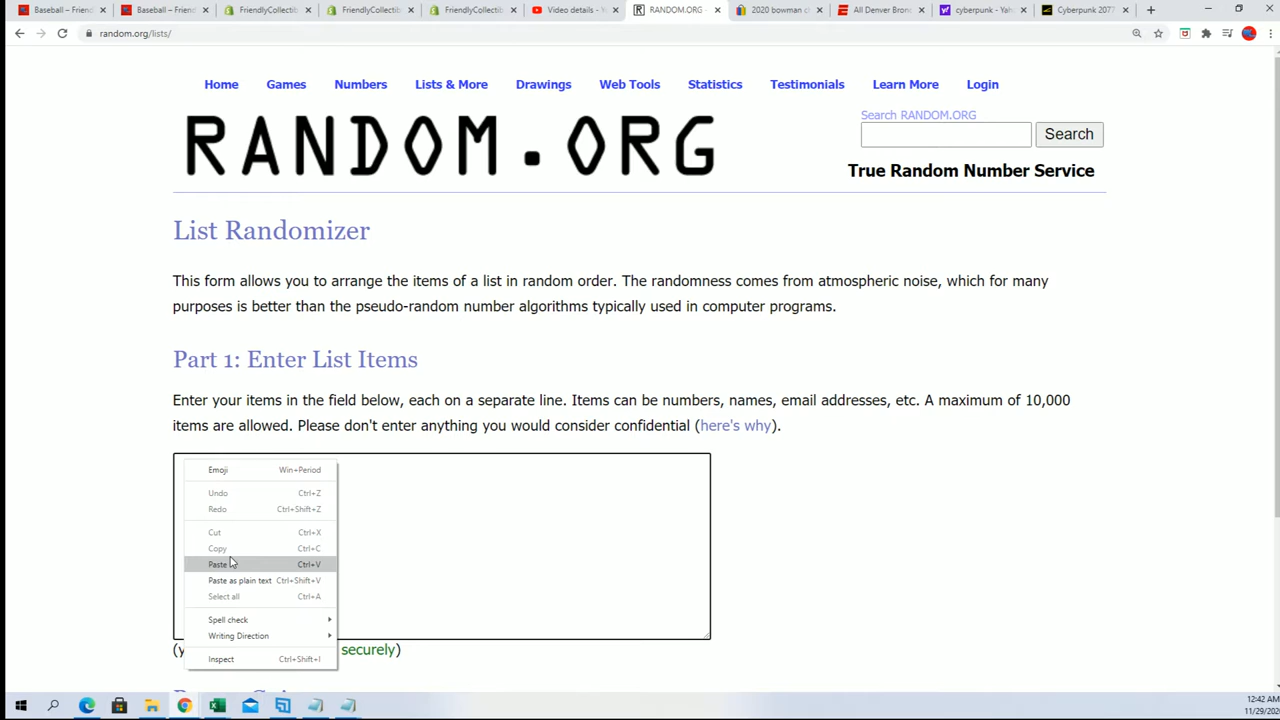 Baseball – Friend
Baseball – Friend
FriendlyCollectib
FriendlyCollectib
FriendlyCollectib
Video details - Y
RANDOM.ORG -
2020 bowman c
All Denver Bronc
cyberpunk - Yah
Cyberpunk 2077
random.org/lists/
Home Games Numbers Lists & More Drawings Web Tools Statistics Testimonials Learn More Login
Search RANDOM.ORG
RANDOM.ORG
Search
True Random Number Service
List Randomizer
This form allows you to arrange the items of a list in random order. The randomness comes from atmospheric noise, which for many
purposes is better than the pseudo-random number algorithms typically used in computer programs.
Part 1: Enter List Items
Enter your items in the field below, each on a separate line. Items can be numbers, names, email addresses, etc. A maximum of 10,000
items are allowed. Please don't enter anything you would consider confidential (here's why).
Emoji Win+Period
Undo Ctrl+Z
Redo Ctrl+Shift+Z
Cut Ctrl+X
Copy Ctrl+C
Paste Ctrl+V
Paste as plain text Ctrl+Shift+V
Select all Ctrl+A
Spell check
Writing Direction
securely)
Inspect Ctrl+Shift+I
12:42 AM
11/29/20